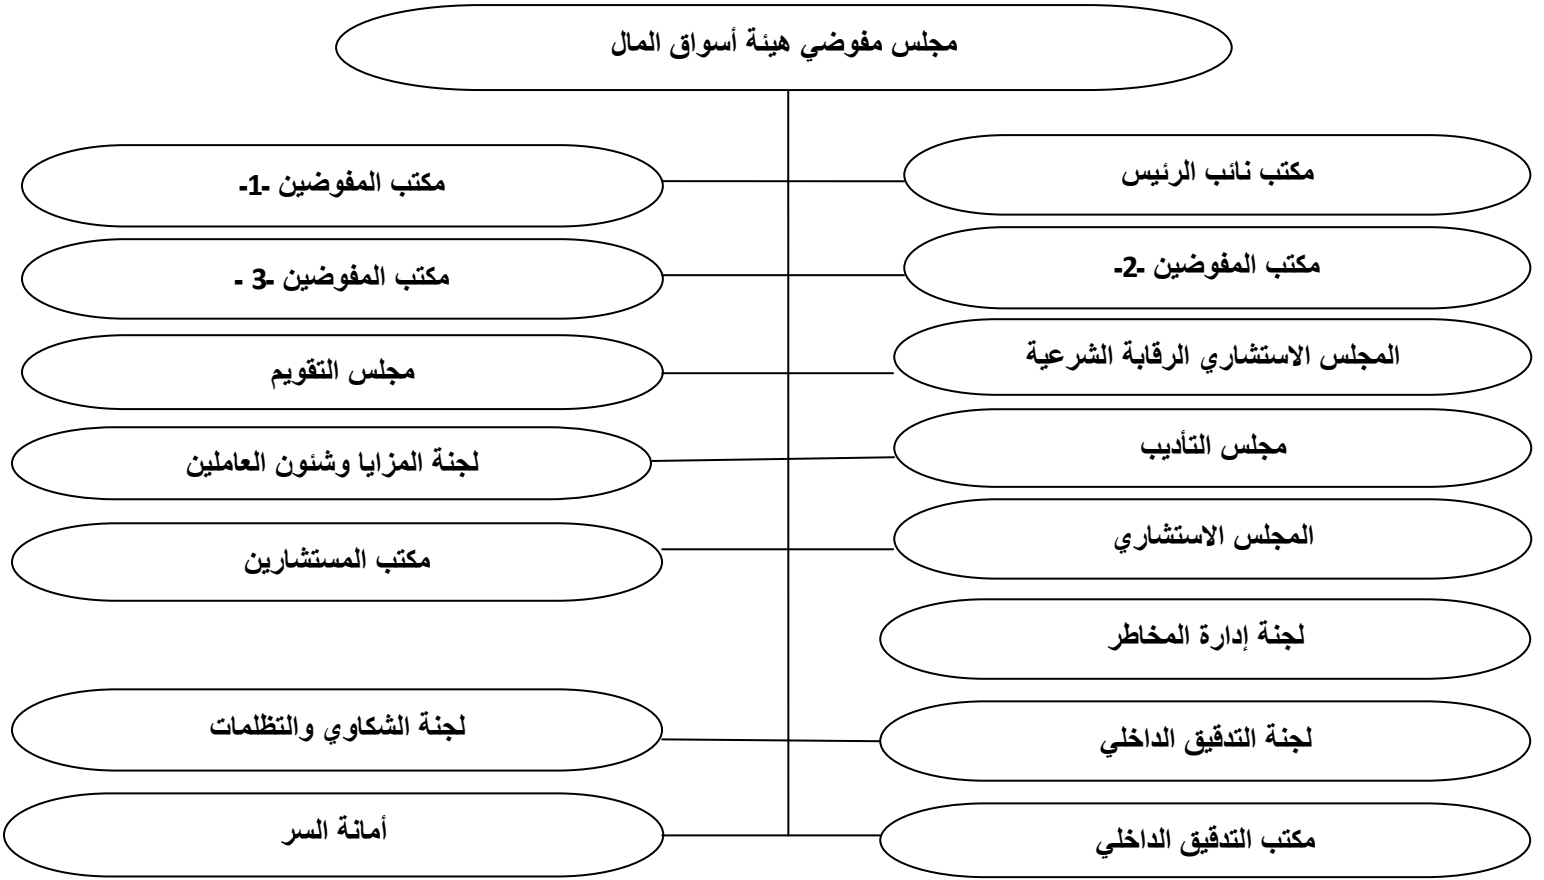 مجلس مفوضي هيئة أسواق المال
مكتب نائب الرئيس
مكتب المفوضين -1-
مكتب المفوضين -2-
مكتب المفوضين -3 -
المجلس الاستشاري الرقابة الشرعية
مجلس التقويم
مجلس التأديب
لجنة المزايا وشئون العاملين
المجلس الاستشاري
مكتب المستشارين
لجنة إدارة المخاطر
لجنة التدقيق الداخلي
لجنة الشكاوي والتظلمات
مكتب التدقيق الداخلي
أمانة السر